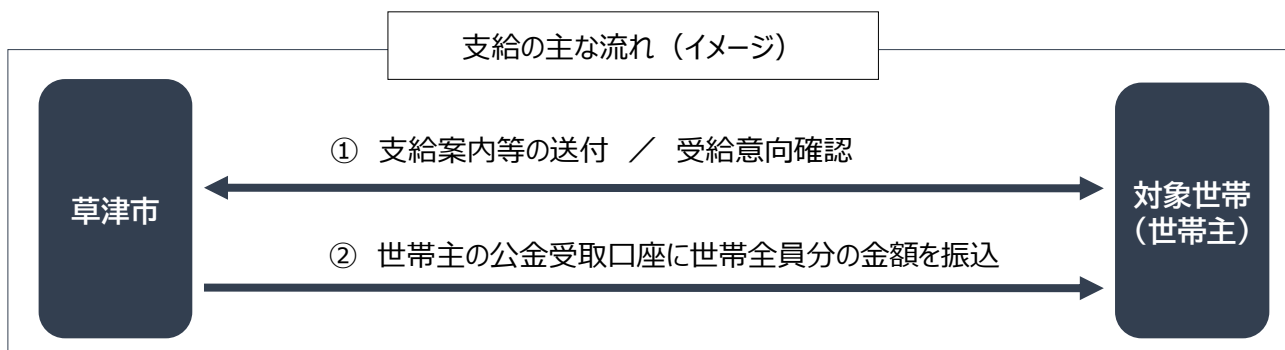 支給の主な流れ（イメージ）
① 支給案内等の送付 ／ 受給意向確認
草津市
対象世帯
（世帯主）
② 世帯主の公金受取口座に世帯全員分の金額を振込